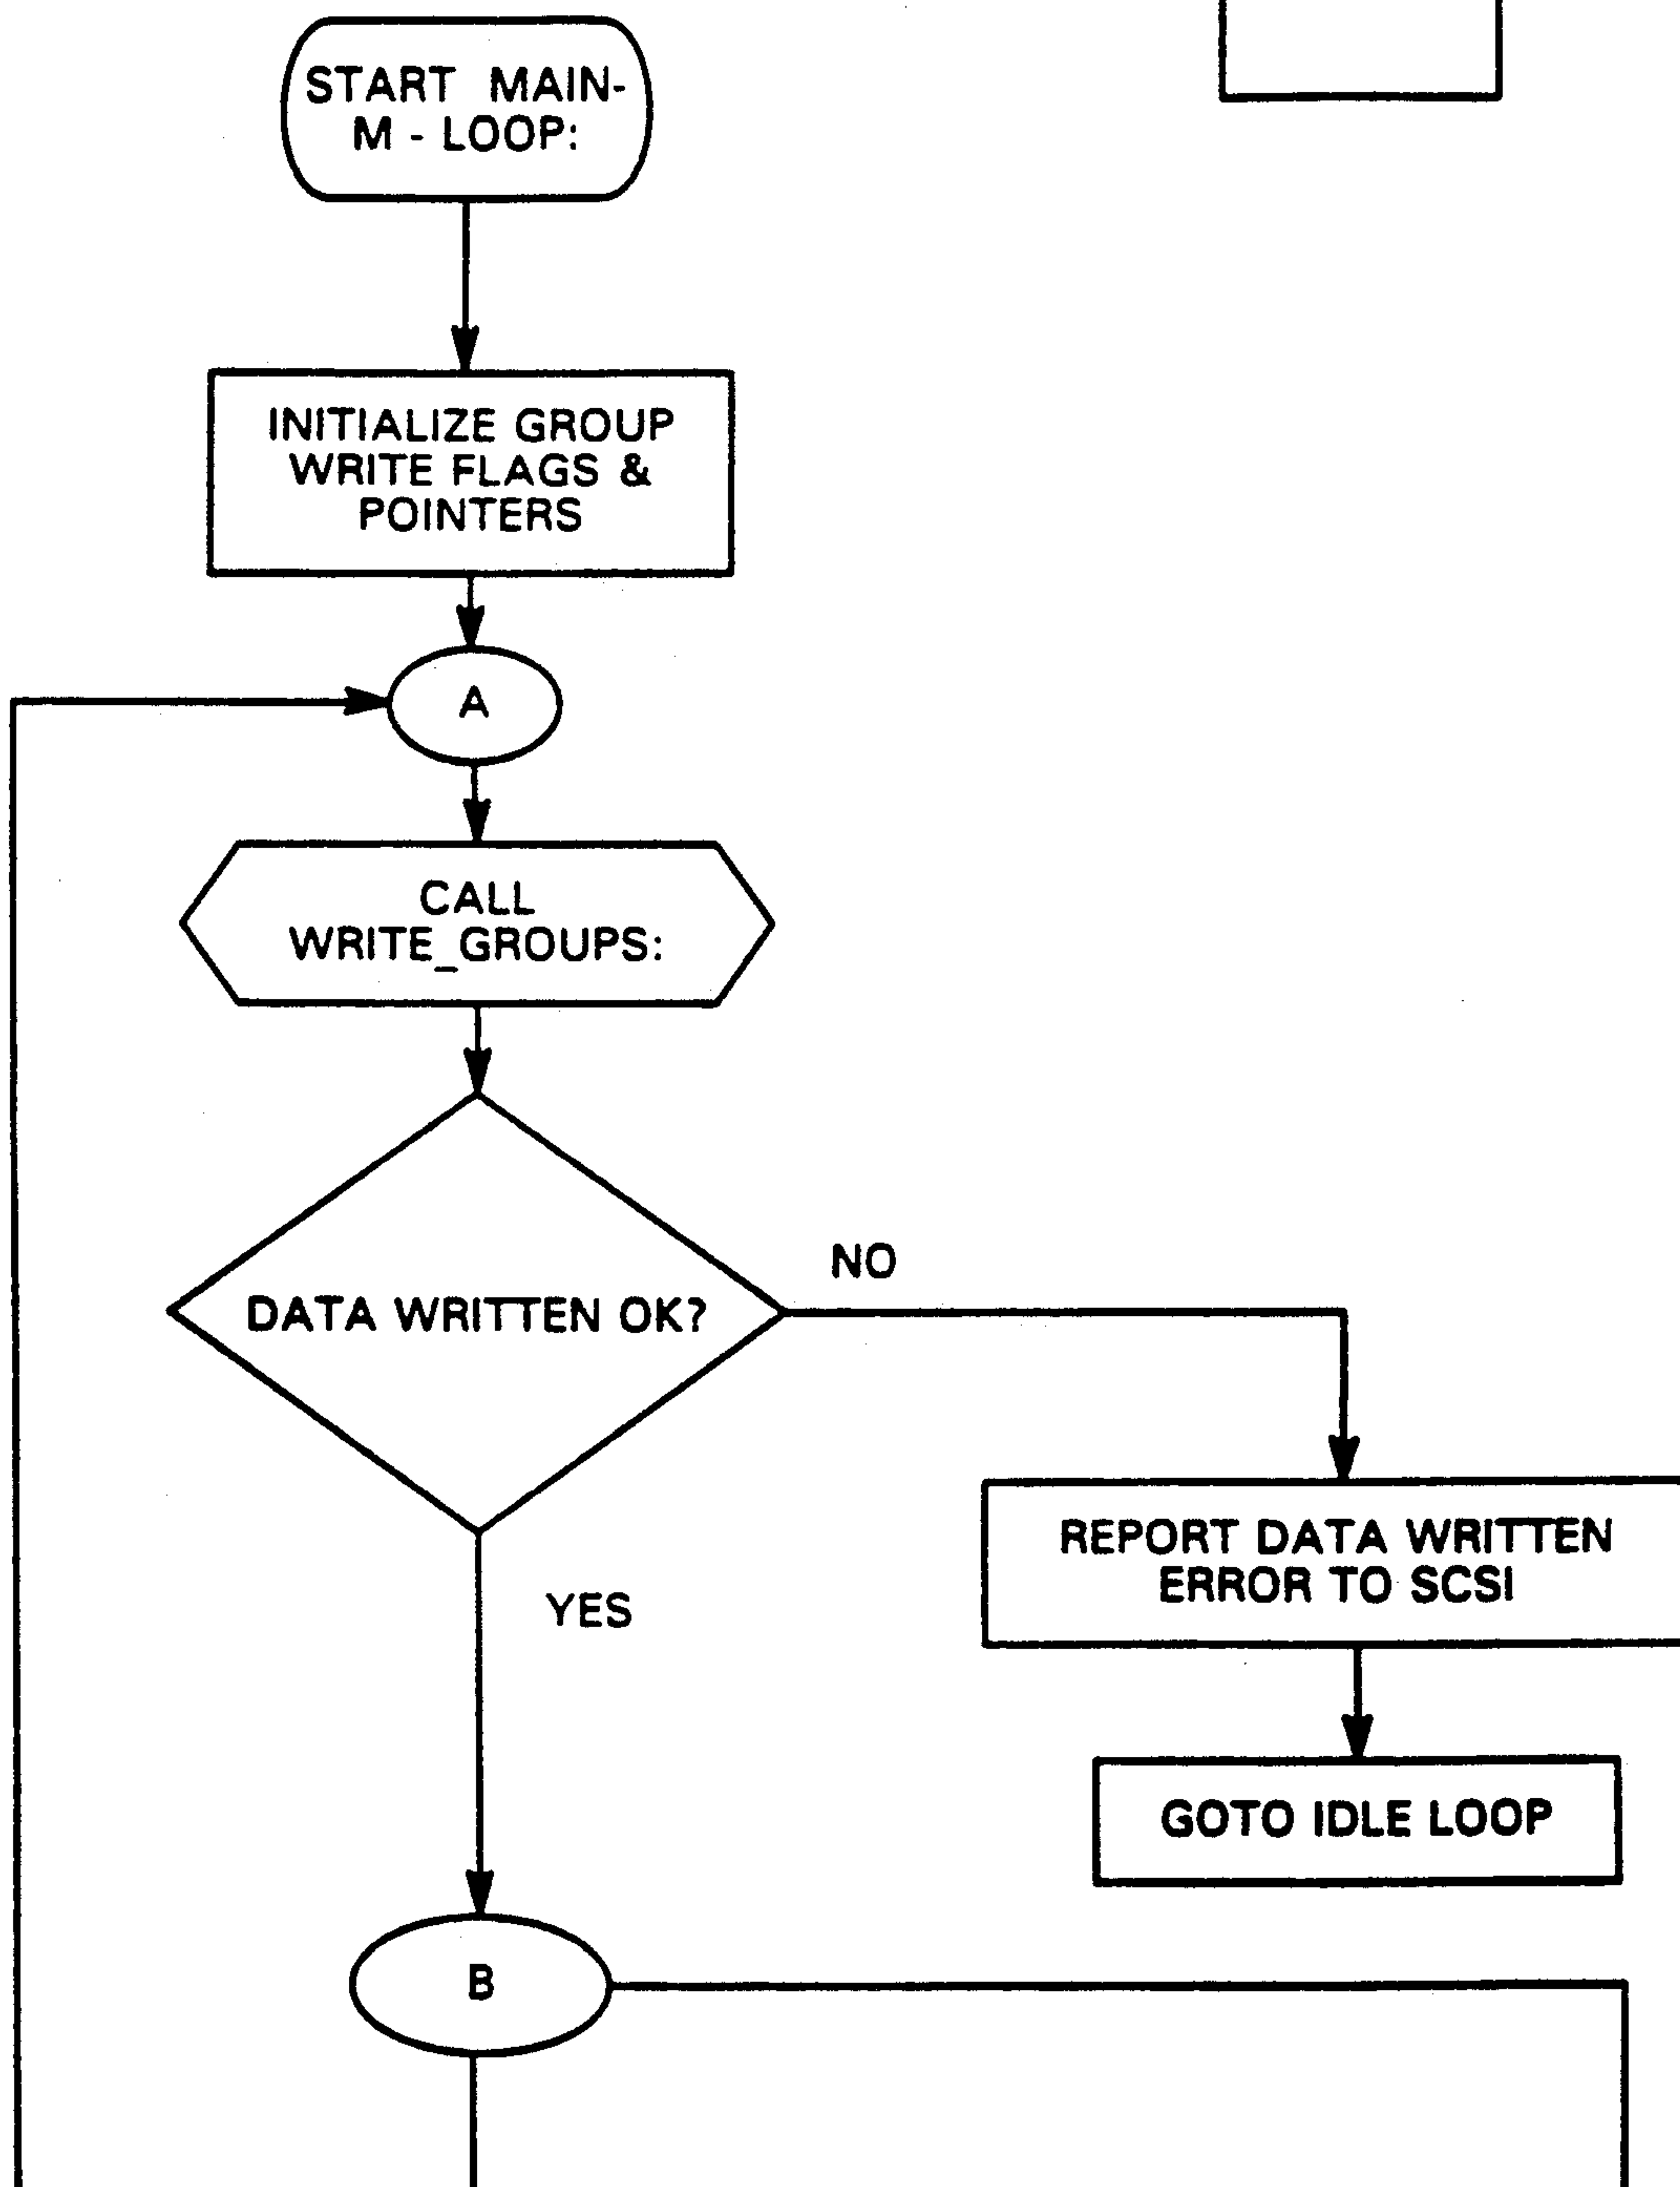 START MAIN-
M - LOOP:
INITIALIZE GROUP
WRITE FLAGS &
POINTERS
A
CALL
WRITE_GROUPS:
DATA WRITTEN OK?
NO
YES
REPORT DATA WRITTEN
ERROR TO SCSI
GOTO IDLE LOOP
B